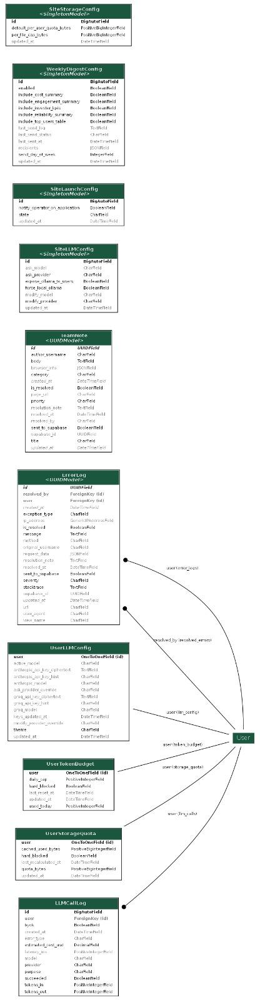 SiteStorageConfig
<SingletonModel>
id BigAutoField
default_per_user_quota_bytes PositiveBigIntegerField
per_file_cap_bytes PositiveBigIntegerField
updated_at DateTimeField
WeeklyDigestConfig
<SingletonModel>
id BigAutoField
enabled BooleanField
include_cost_summary BooleanField
include_engagement_summary BooleanField
include_investor_kpis BooleanField
include_reliability_summary BooleanField
include_top_users_table BooleanField
last_send_log TextField
last_send_status CharField
last_sent_at DateTimeField
recipients JSONField
send_day_of_week IntegerField
updated_at DateTimeField
SiteLaunchConfig
<SingletonModel>
id BigAutoField
notify_operator_on_application BooleanField
state CharField
updated_at DateTimeField
SiteLLMConfig
<SingletonModel>
id BigAutoField
ask_model CharField
ask_provider CharField
expose_ollama_to_users BooleanField
force_local_ollama BooleanField
modify_model CharField
modify_provider CharField
updated_at DateTimeField
TeamNote
<UUIDModel>
id UUIDField
author_username CharField
body TextField
browser_info JSONField
category CharField
created_at DateTimeField
is_resolved BooleanField
page_url CharField
priority CharField
resolution_note TextField
resolved_at DateTimeField
resolved_by CharField
sent_to_supabase BooleanField
supabase_id UUIDField
title CharField
updated_at DateTimeField
ErrorLog
<UUIDModel>
id UUIDField
resolved_by ForeignKey (id)
user ForeignKey (id)
created_at DateTimeField
exception_type CharField
ip_address GenericIPAddressField
is_resolved BooleanField
message TextField
method CharField
original_username CharField
request_data JSONField
resolution_note TextField
resolved_at DateTimeField
sent_to_supabase BooleanField
severity CharField
stacktrace TextField
supabase_id UUIDField
updated_at DateTimeField
url CharField
user_agent CharField
view_name CharField
user (error_logs)
resolved_by (resolved_errors)
UserLLMConfig
user OneToOneField (id)
active_model CharField
anthropic_api_key_ciphertext TextField
anthropic_api_key_hint CharField
anthropic_model CharField
ask_provider_override CharField
groq_api_key_ciphertext TextField
groq_api_key_hint CharField
groq_model CharField
keys_updated_at DateTimeField
modify_provider_override CharField
theme CharField
updated_at DateTimeField
user (llm_config)
User
user (token_budget)
UserTokenBudget
user OneToOneField (id)
daily_cap PositiveIntegerField
hard_blocked BooleanField
last_reset_at DateTimeField
updated_at DateTimeField
used_today PositiveIntegerField
user (storage_quota)
UserStorageQuota
user OneToOneField (id)
cached_used_bytes PositiveBigIntegerField
hard_blocked BooleanField
last_recalculated_at DateTimeField
quota_bytes PositiveBigIntegerField
updated_at DateTimeField
user (llm_calls)
LLMCallLog
id BigAutoField
user ForeignKey (id)
byok BooleanField
created_at DateTimeField
error_type CharField
estimated_cost_usd DecimalField
latency_ms PositiveIntegerField
model CharField
provider CharField
purpose CharField
succeeded BooleanField
tokens_in PositiveIntegerField
tokens_out PositiveIntegerField